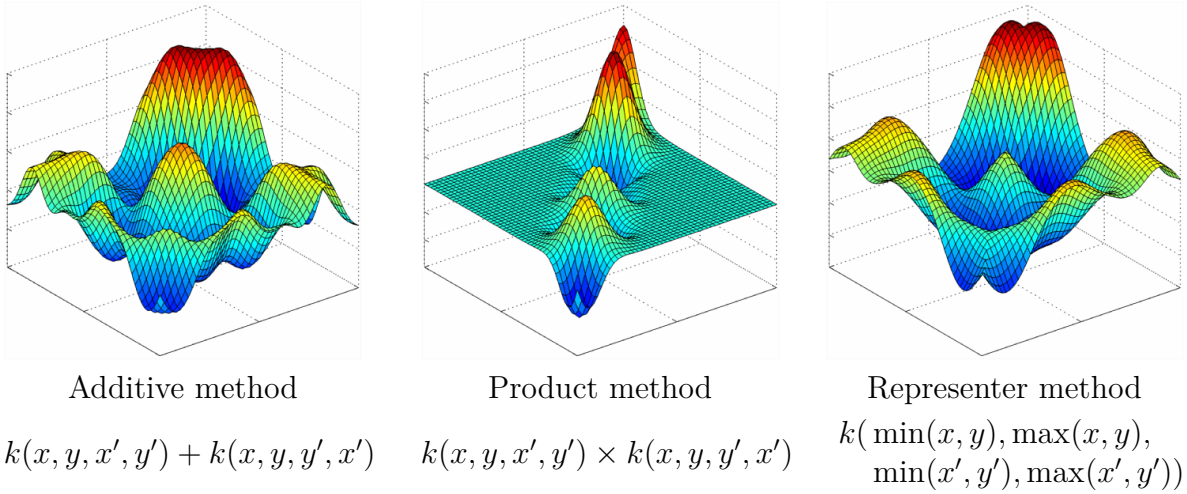 Additive method
Product method
Representer method
k(x, y, x′, y′) + k(x, y, y′, x′)
k(x, y, x′, y′) × k(x, y, y′, x′)
k( min(x, y), max(x, y),
min(x′, y′), max(x′, y′))